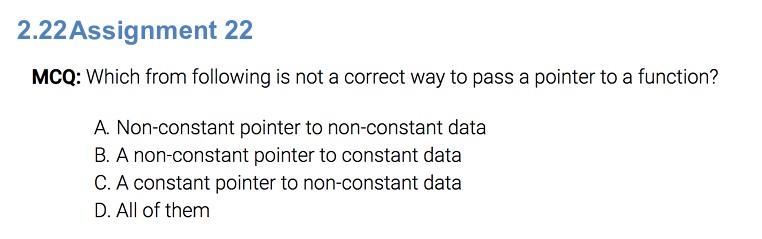 2.22Assignment 22
MCQ: Which from following is not a correct way to pass a pointer to a function?
A. Non-constant pointer to non-constant data
B. A non-constant pointer to constant data
C. A constant pointer to non-constant data
D. All of them